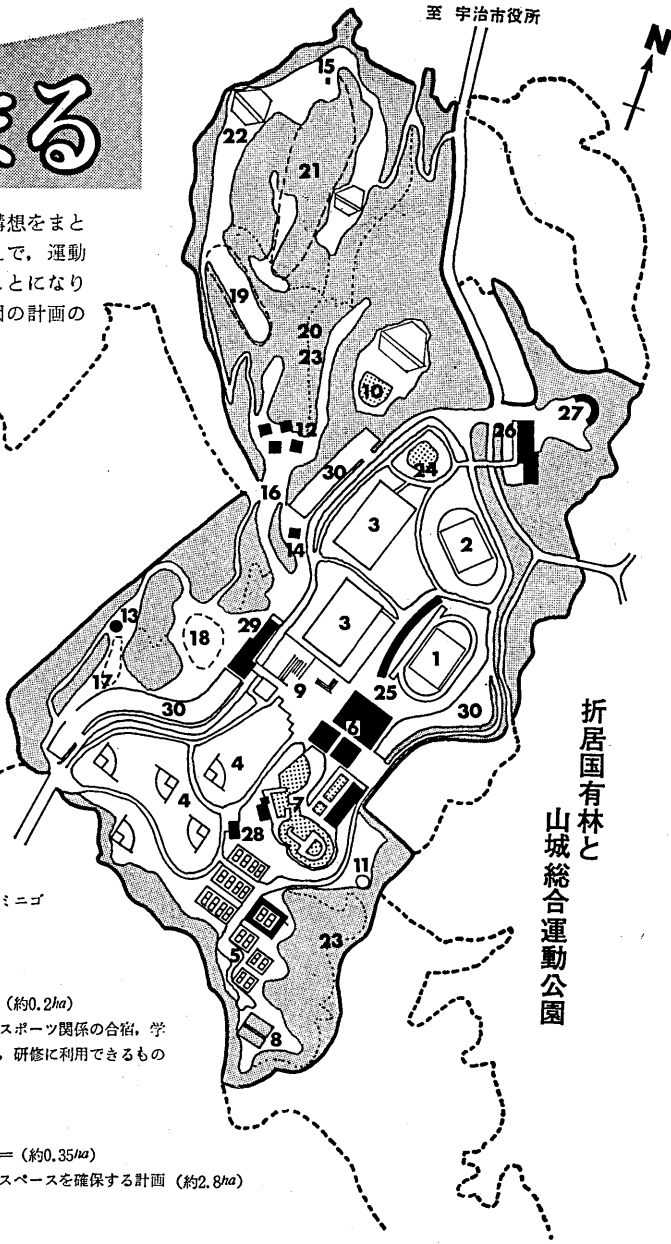 至 宇治市役所
N
まる
構想をまと
で，運動
ことになり
の計画の
15
22
21
19
20
23
10
12
27
26
30
24
16
3
2
14
13
18
29
3
1
17
9
25
30
6
30
4
4
7
28
11
5
23
8
折居国有林と
山城総合運動公園
ミニゴ
(約0.2ha)
スポーツ関係の合宿，学
，研修に利用できるもの
＝(約0.35ha)
スペースを確保する計画 (約2.8ha)